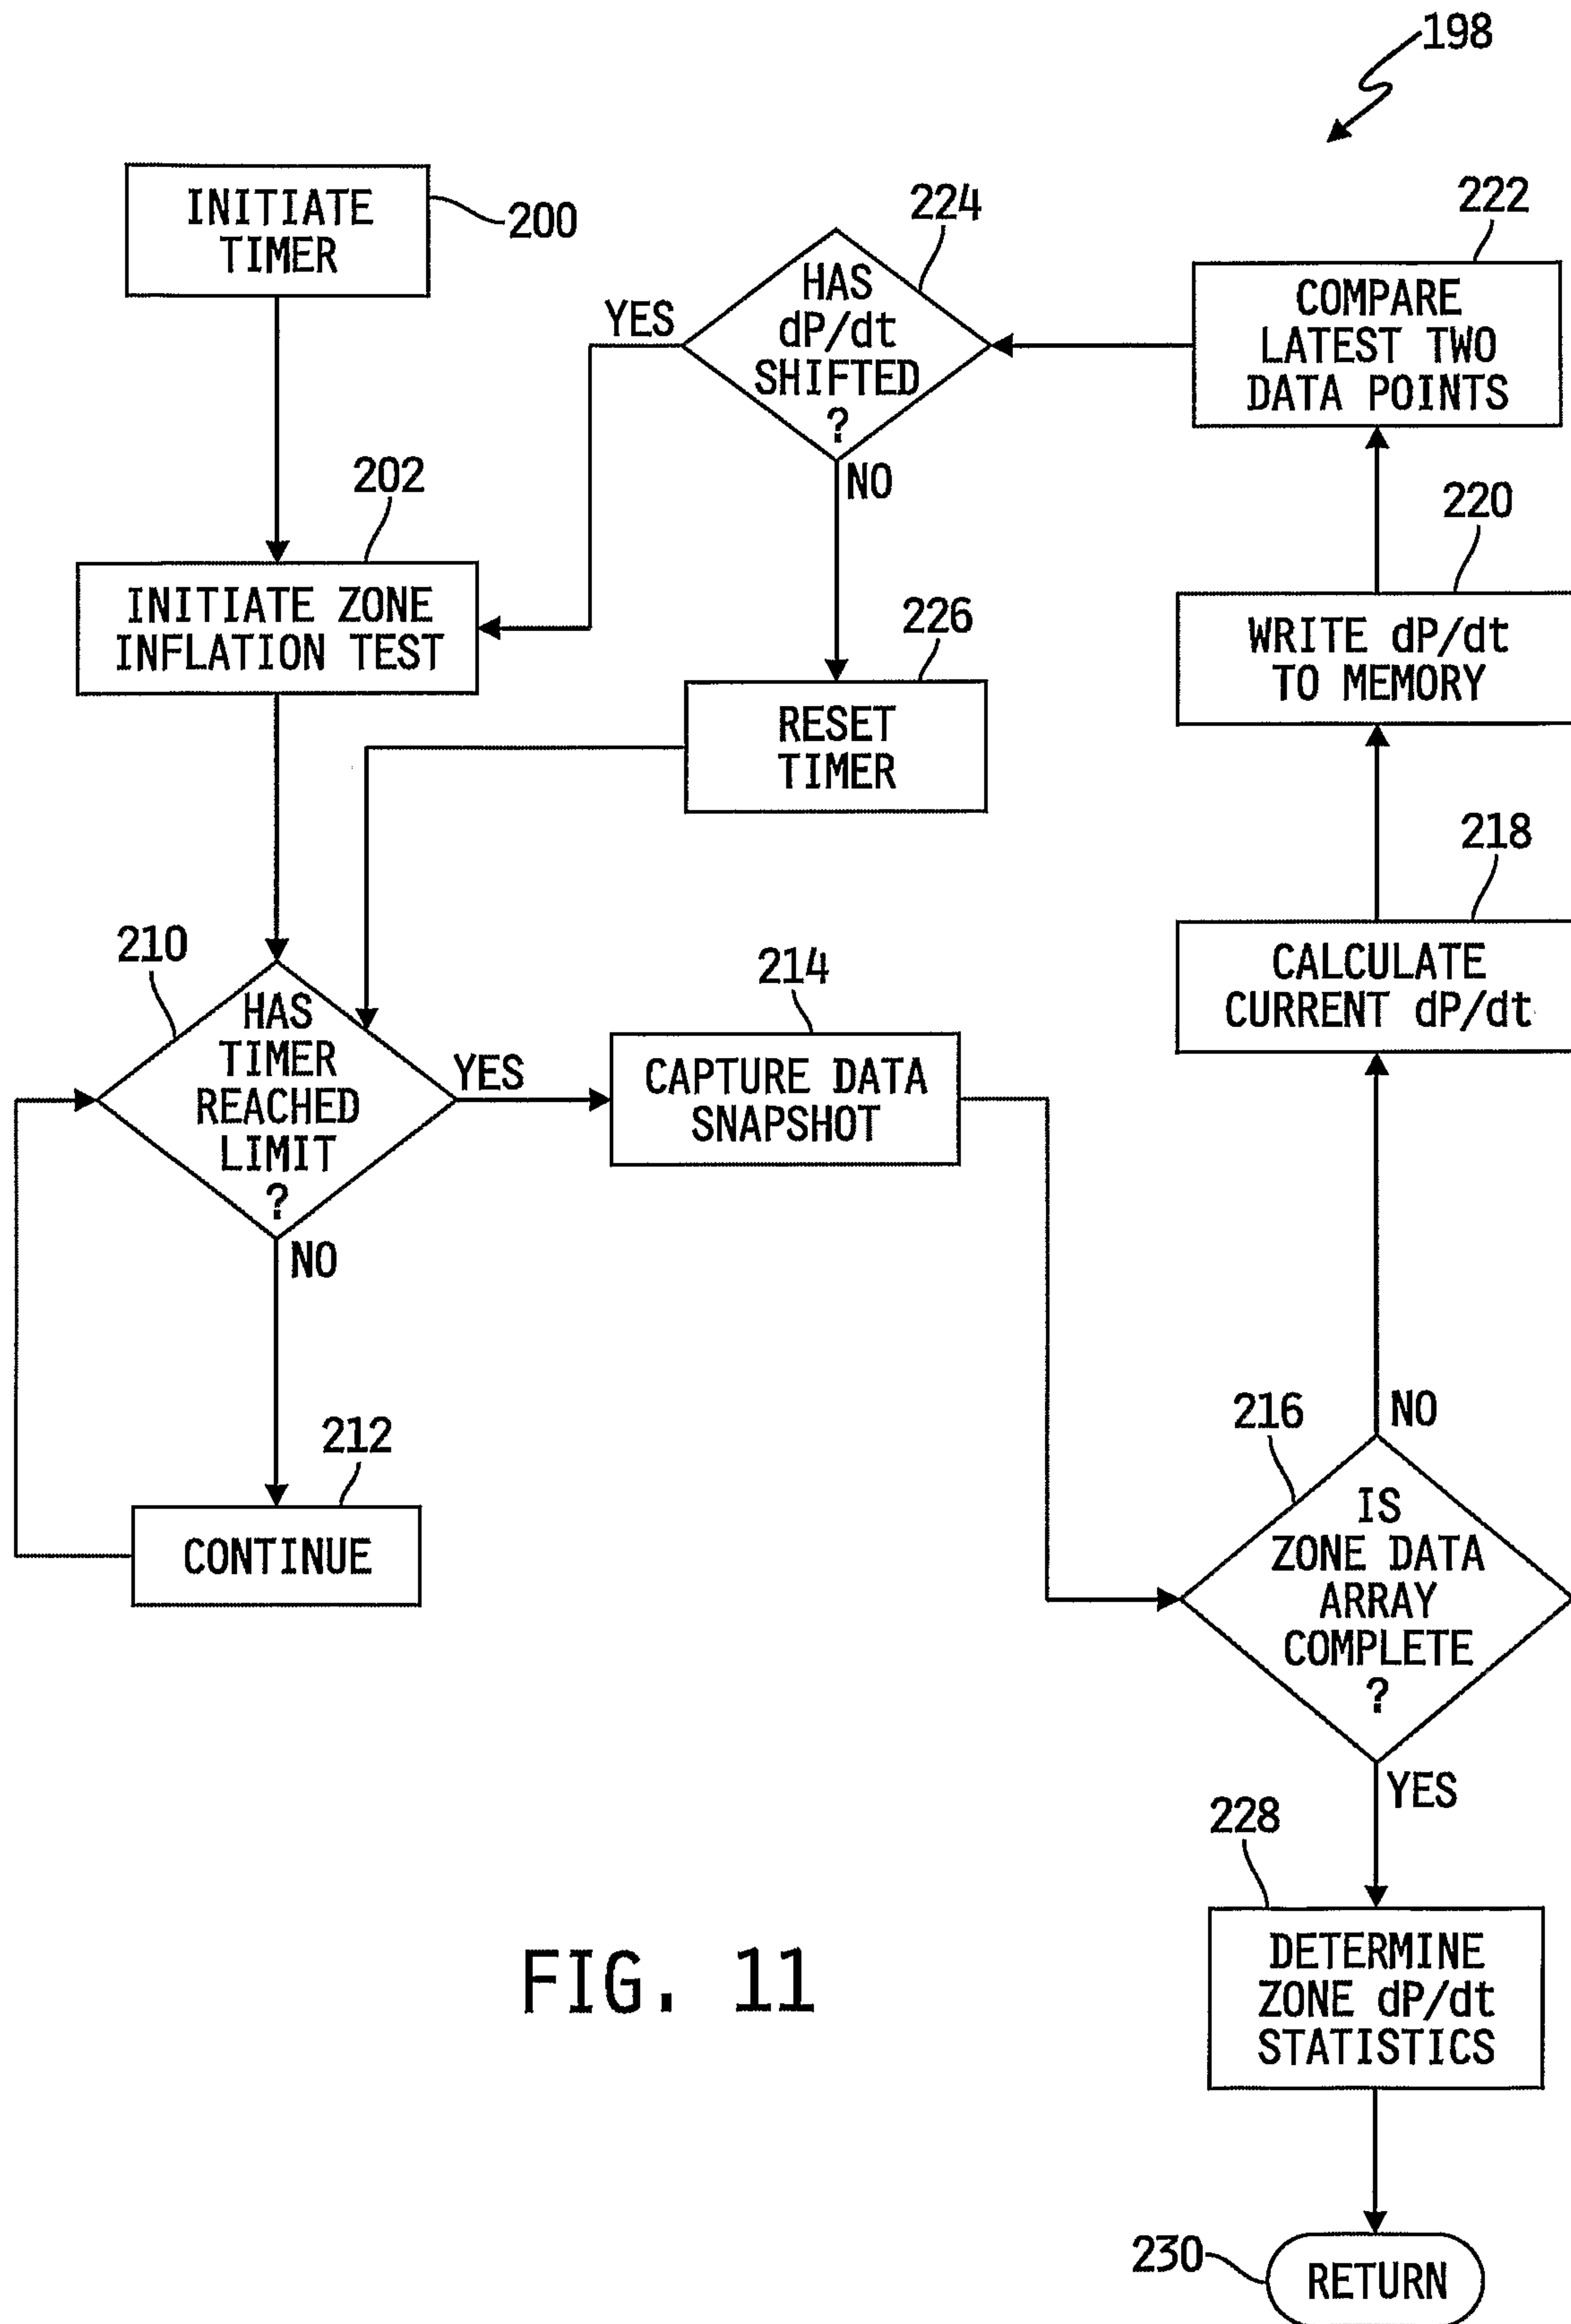 198
INITIATE
TIMER
200
224
HAS
dP/dt
SHIFTED
?
YES
NO
222
COMPARE
LATEST TWO
DATA POINTS
202
INITIATE ZONE
INFLATION TEST
226
RESET
TIMER
220
WRITE dP/dt
TO MEMORY
218
CALCULATE
CURRENT dP/dt
210
HAS
TIMER
REACHED
LIMIT
?
YES
NO
214
CAPTURE DATA
SNAPSHOT
212
CONTINUE
216
NO
IS
ZONE DATA
ARRAY
COMPLETE
?
YES
228
DETERMINE
ZONE dP/dt
STATISTICS
230
RETURN
FIG. 11